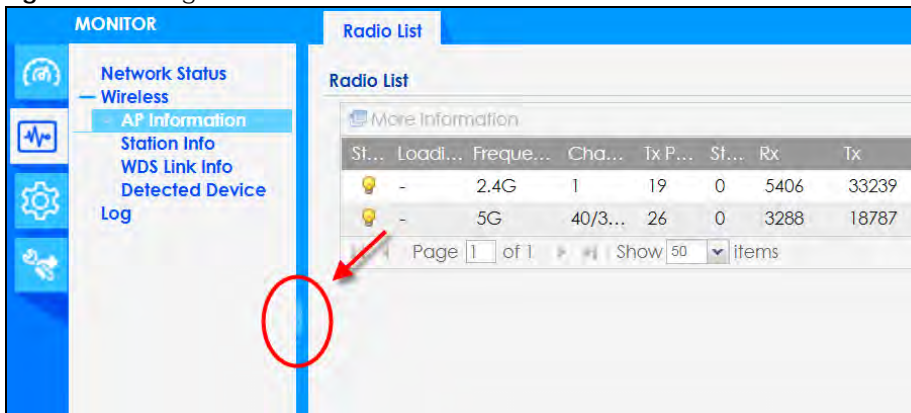 MONITOR
Network Status
Wireless
AP Information
Station Info
WDS Link Info
Detected Device
Log
Radio List
Radio List
More Information
St... Loadi... Freque... Cha... Tx P... St... Rx Tx
- 2.4G 1 19 0 5406 33239
- 5G 40/3... 26 0 3288 18787
Page 1 of 1 Show 50 items